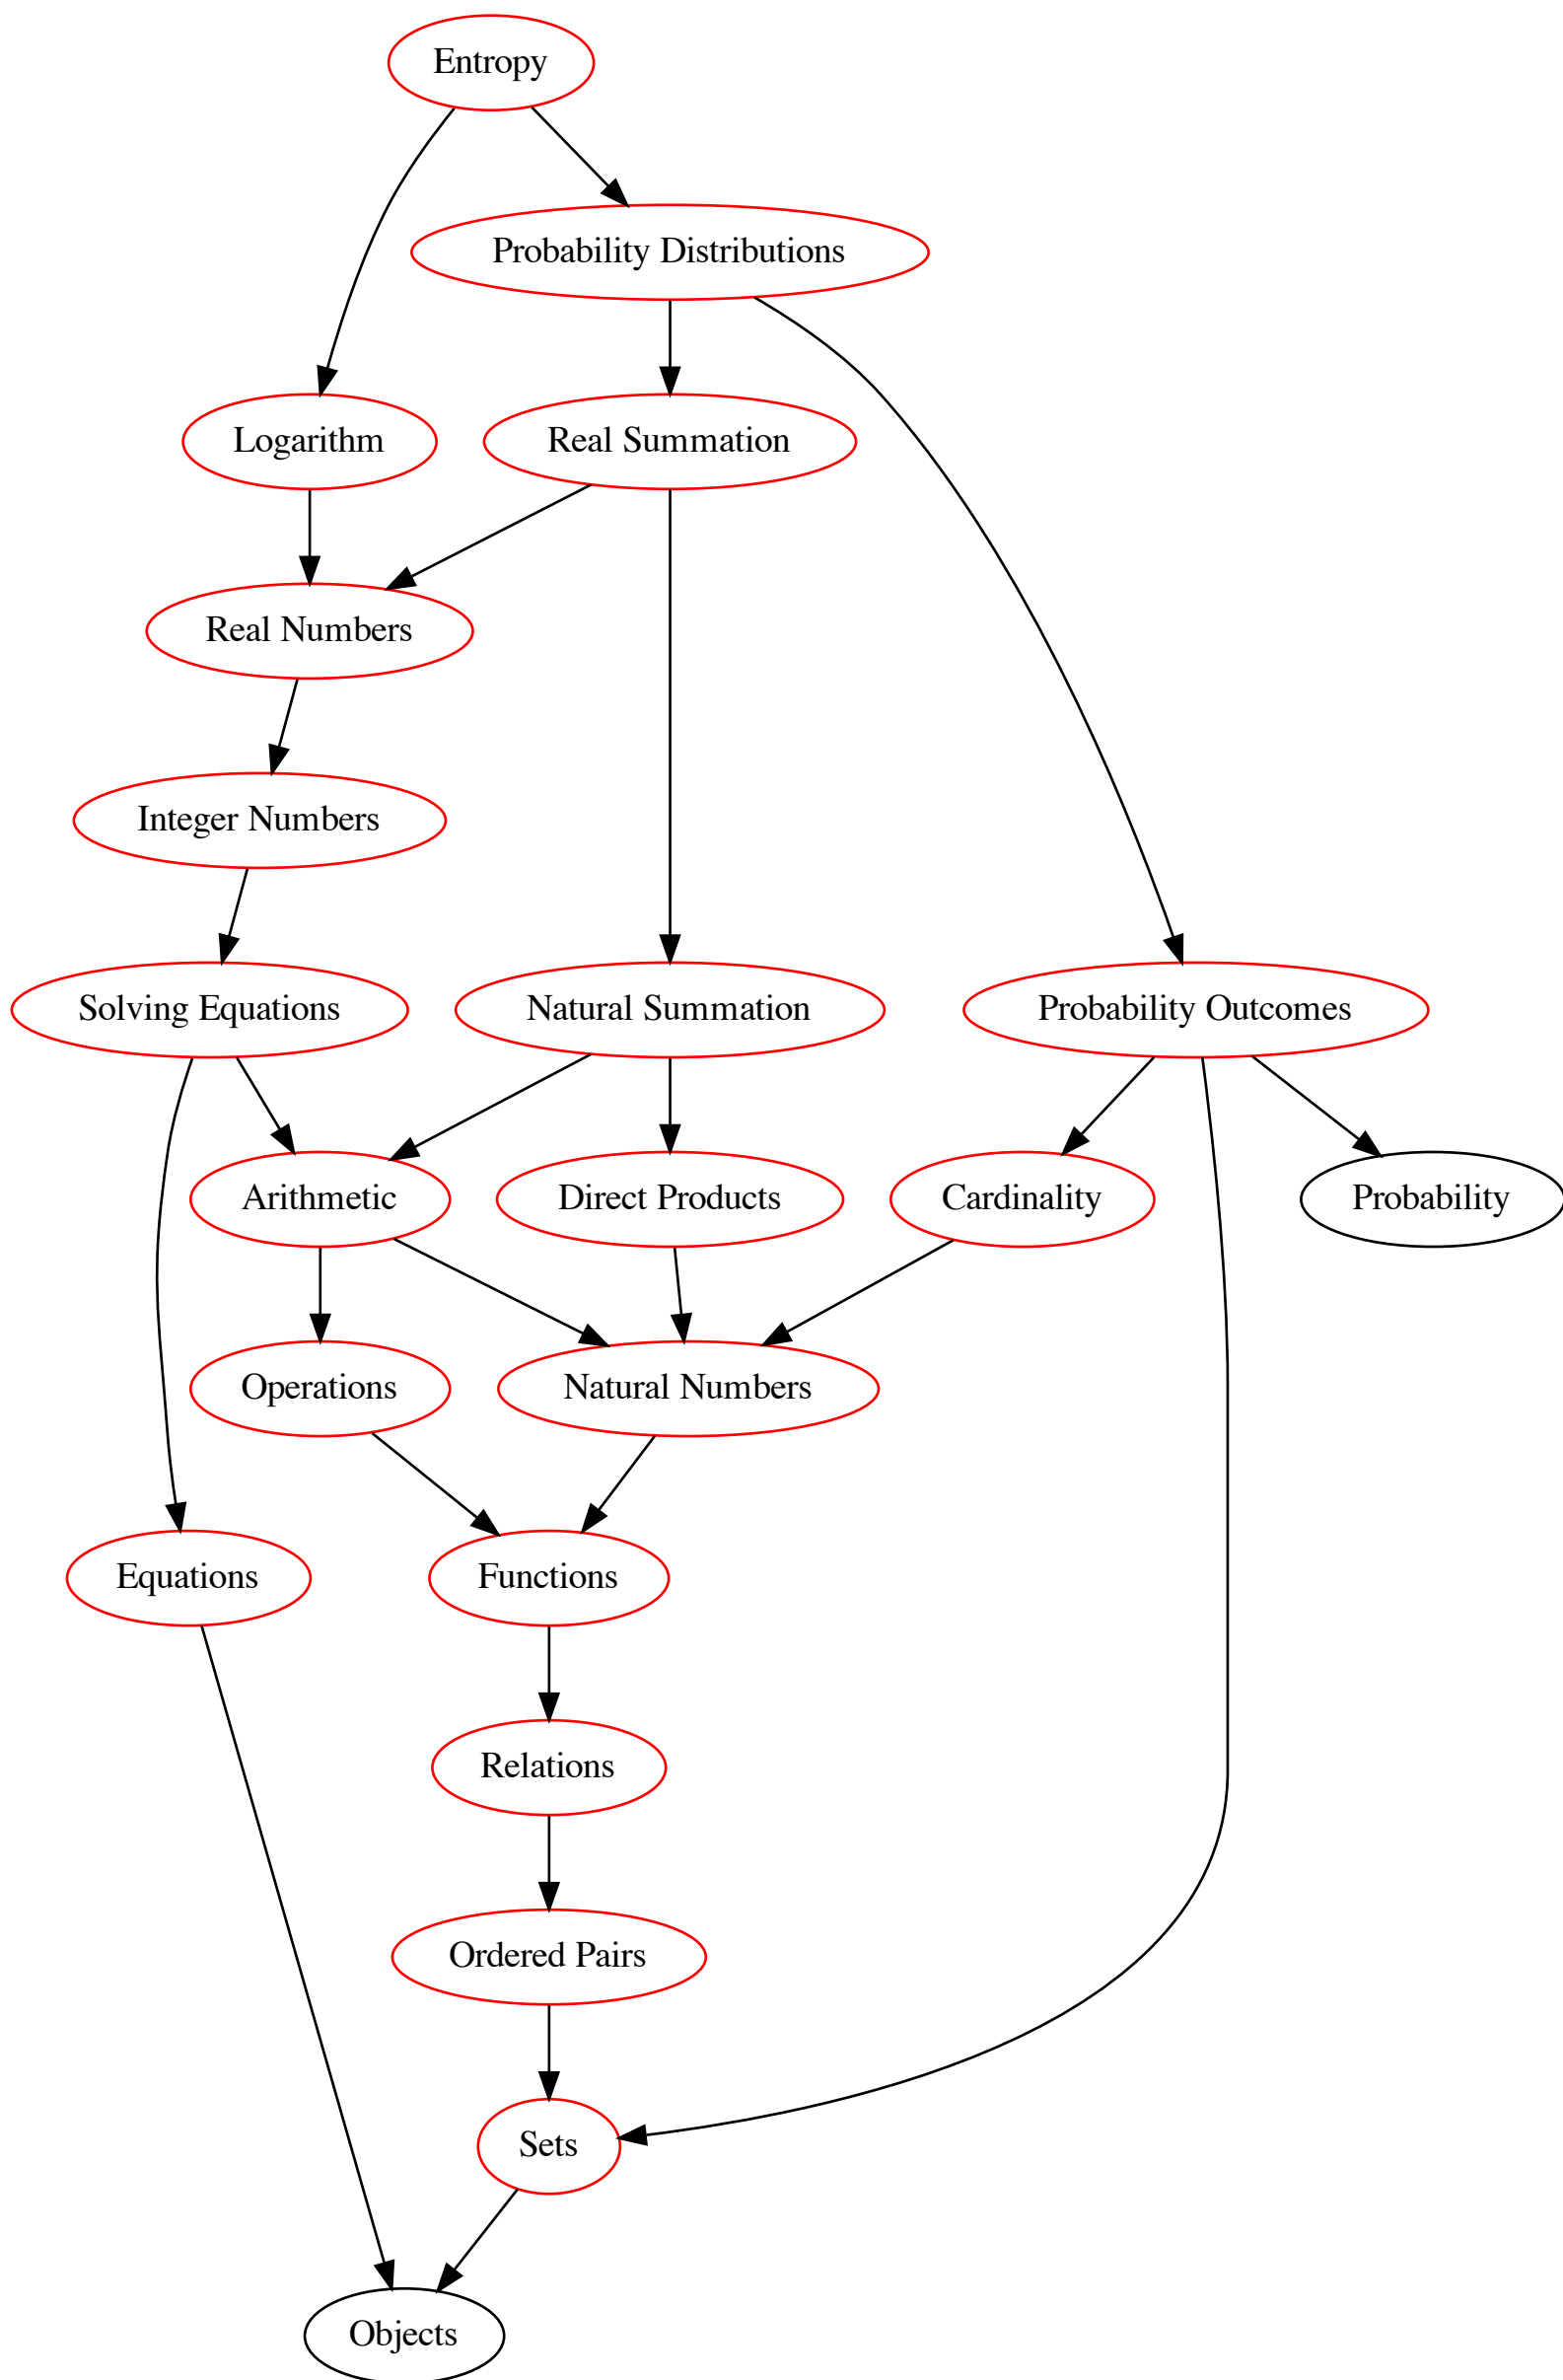 Entropy
Probability Distributions
Logarithm
Real Summation
Real Numbers
Integer Numbers
Solving Equations
Natural Summation
Probability Outcomes
Arithmetic
Direct Products
Cardinality
Probability
Operations
Natural Numbers
Equations
Functions
Relations
Ordered Pairs
Sets
Objects